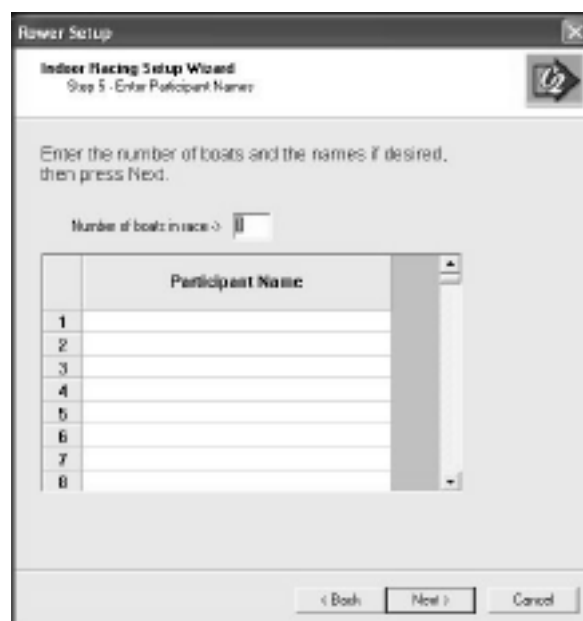 Rower Setup
Indoor Racing Setup Wizard
Step 5 - Enter Participant Names
Enter the number of boats and the names if desired,
then press Next.
Number of boats in race ->
Participant Name
1
2
3
4
5
6
7
8
< Back Next > Cancel